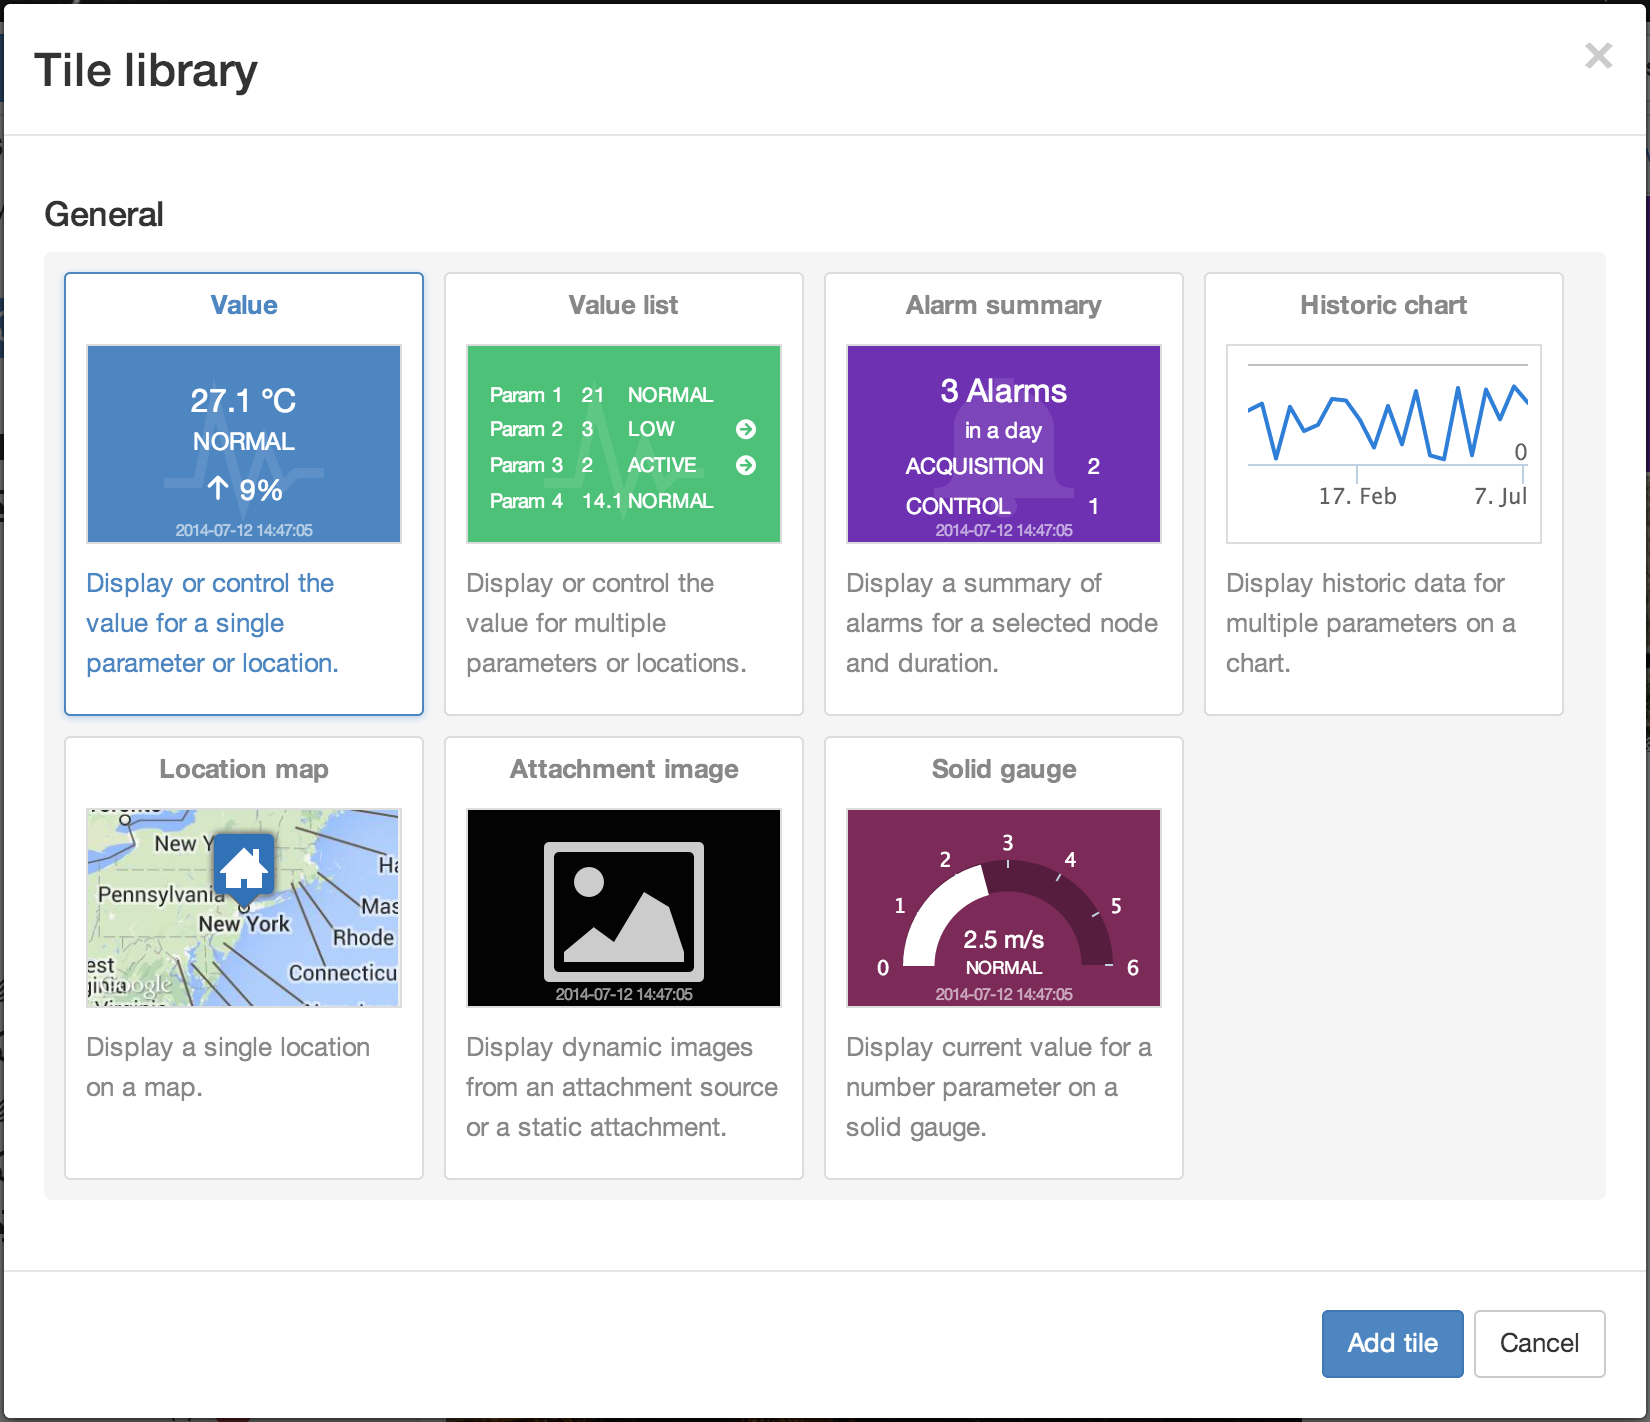 Tile library
General
Value
27.1 °C
NORMAL
9%
2014-07-12 14:47:05
Display or control the
value for a single
parameter or location.
Value list
Param 1 21 NORMAL
Param 2 3 LOW
Param 3 2 ACTIVE
Param 4 14.1 NORMAL
Display or control the
value for multiple
parameters or locations.
Alarm summary
3 Alarms
in a day
ACQUISITION 2
CONTROL 1
2014-07-12 14:47:05
Display a summary of
alarms for a selected node
and duration.
Historic chart
0
17. Feb 7. Jul
Display historic data for
multiple parameters on a
chart.
Location map
New Y
Ha
Pennsylvania
Mas
New York
Rhode
est
Connecticu
ginia
Google
Display a single location
on a map.
Attachment image
2014-07-12 14:47:05
Display dynamic images
from an attachment source
or a static attachment.
Solid gauge
0 1 2 3 4 5 6
2.5 m/s
NORMAL
2014-07-12 14:47:05
Display current value for a
number parameter on a
solid gauge.
Add tile Cancel